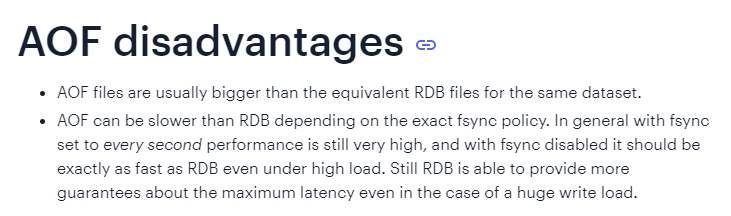 AOF disadvantages
• AOF files are usually bigger than the equivalent RDB files for the same dataset.
• AOF can be slower than RDB depending on the exact fsync policy. In general with fsync
set to every second performance is still very high, and with fsync disabled it should be
exactly as fast as RDB even under high load. Still RDB is able to provide more
guarantees about the maximum latency even in the case of a huge write load.